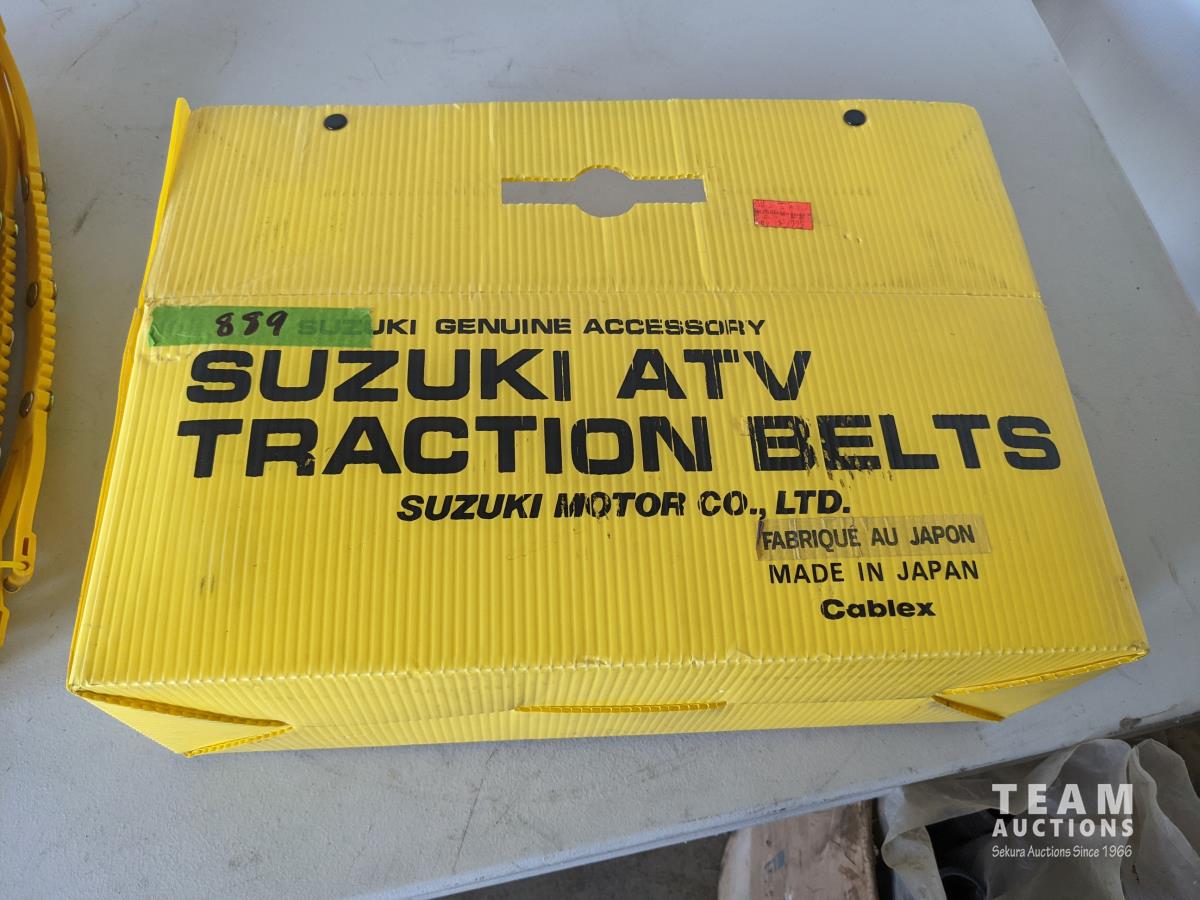 889 SUZUKI GENUINE ACCESSORY
SUZUKI ATV
TRACTION BELTS
SUZUKI MOTOR CO., LTD.
FABRIQUÉ AU JAPON
MADE IN JAPAN
Cablex
TEAM
AUCTIONS
Sekura Auctions Since 1966